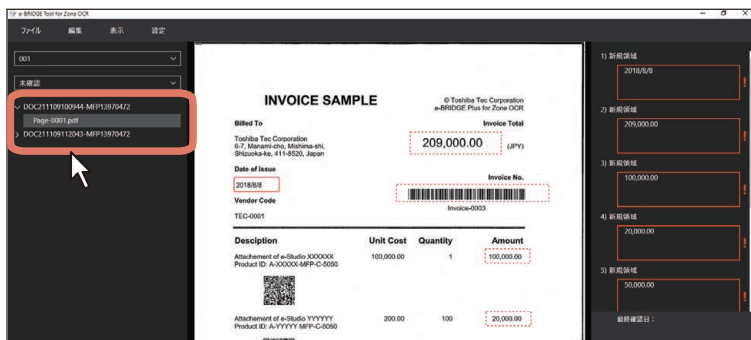 e-BRIDGE Tool for Zone OCR
ファイル 編集 表示 設定
001
未確認
DOC211109100944-MFP13970472
Page-0001.pdf
DOC211109112043-MFP13970472
INVOICE SAMPLE
© Toshiba Tec Corporation
e-BRIDGE Plus for Zone OCR
Billed To
Invoice Total
Toshiba Tec Corporation
6-7, Manami-cho, Mishima-shi,
Shizuoka-ke, 411-8520, Japan
209,000.00 (JPY)
Date of Issue
Invoice No.
2018/8/8
Vendor Code
Invoice-0003
TEC-0001
Desciption Unit Cost Quantity Amount
Attachement of e-Studio XXXXXX 100,000.00 1 100,000.00
Product ID: A-XXXXX-MFP-C-5050
Attachement of e-Studio YYYYYY 200.00 100 20,000.00
Product ID: A-YYYYY MFP-C-5050
1) 新規領域
2018/8/8
2) 新規領域
209,000.00
3) 新規領域
100,000.00
4) 新規領域
20,000.00
5) 新規領域
50,000.00
最終確認日：